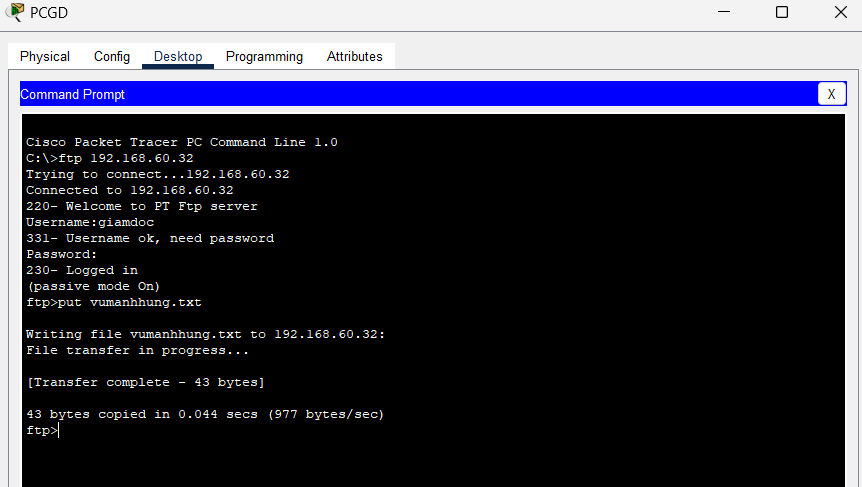 PCGD
Physical Config Desktop Programming Attributes
Command Prompt X
Cisco Packet Tracer PC Command Line 1.0
C:\>ftp 192.168.60.32
Trying to connect...192.168.60.32
Connected to 192.168.60.32
220- Welcome to PT Ftp server
Username:giamdoc
331- Username ok, need password
Password:
230- Logged in
(passive mode On)
ftp>put vumanhhung.txt
Writing file vumanhhung.txt to 192.168.60.32:
File transfer in progress...
[Transfer complete - 43 bytes]
43 bytes copied in 0.044 secs (977 bytes/sec)
ftp>